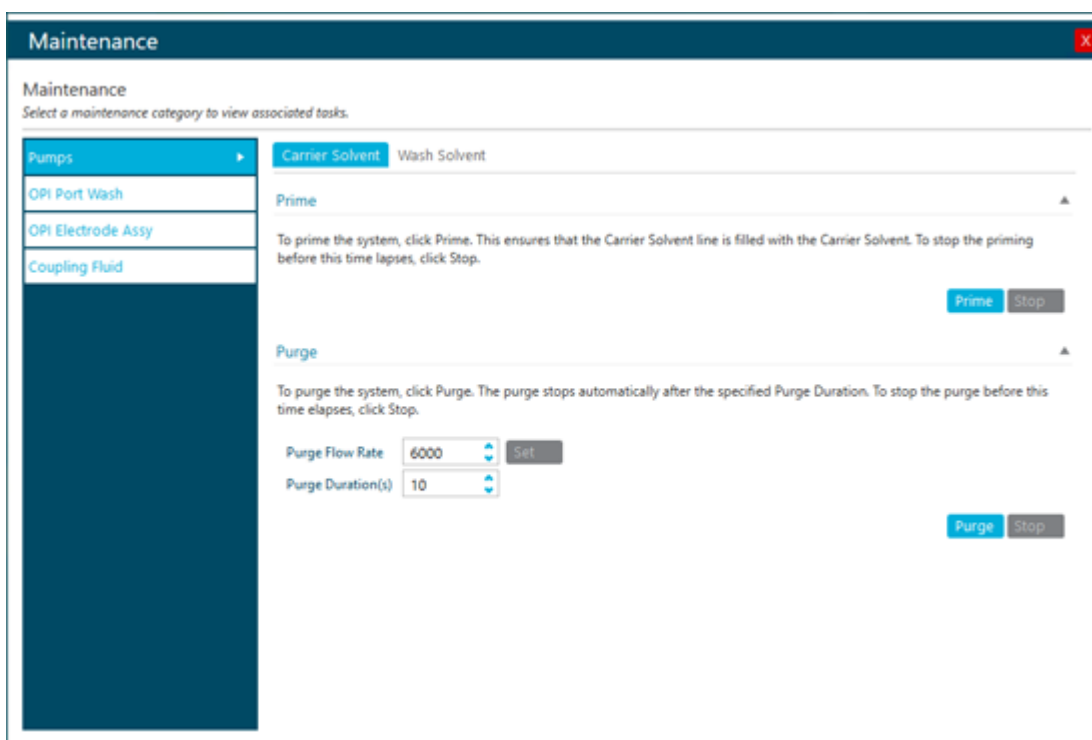 Maintenance
X
Maintenance
Select a maintenance category to view associated tasks.
Pumps
OPI Port Wash
OPI Electrode Assy
Coupling Fluid
Carrier Solvent Wash Solvent
Prime
To prime the system, click Prime. This ensures that the Carrier Solvent line is filled with the Carrier Solvent. To stop the priming
before this time lapses, click Stop.
Prime Stop
Purge
To purge the system, click Purge. The purge stops automatically after the specified Purge Duration. To stop the purge before this
time elapses, click Stop.
Purge Flow Rate 6000 Set
Purge Duration(s) 10
Purge Stop